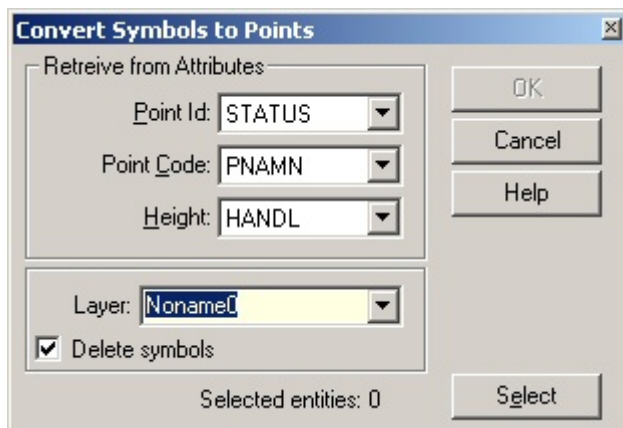 Convert Symbols to Points
Retreive from Attributes
Point Id: STATUS
Point Code: PNAMN
Height: HANDL
OK
Cancel
Help
Layer: Noname0
Delete symbols
Selected entities: 0
Select